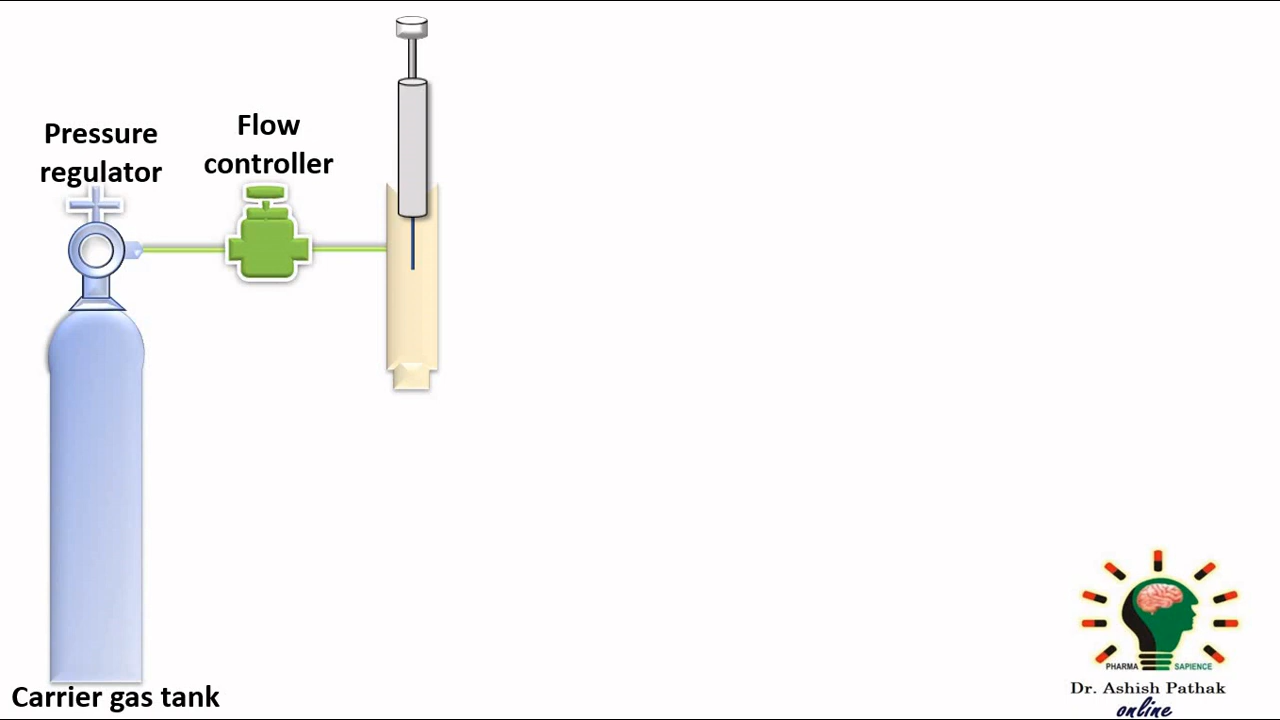 Pressure
regulator
Flow
controller
Carrier gas tank
PHARMA SAPIENCE
Dr. Ashish Pathak
online